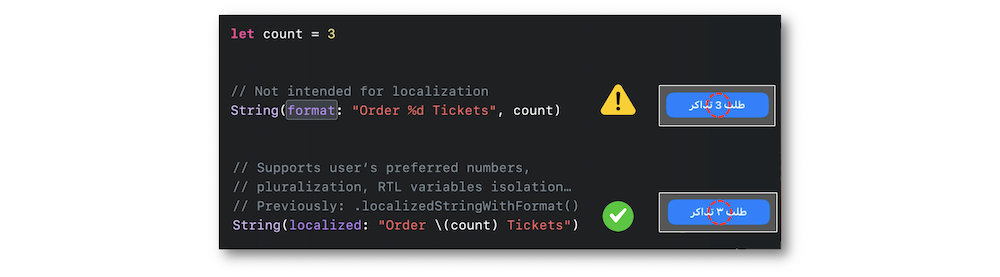 let count = 3
// Not intended for localization
String(format: "Order %d Tickets", count)
طلب 3 تذاكر
// Supports user’s preferred numbers,
// pluralization, RTL variables isolation…
// Previously: .localizedStringWithFormat()
String(localized: "Order \(count) Tickets")
طلب ٣ تذاكر